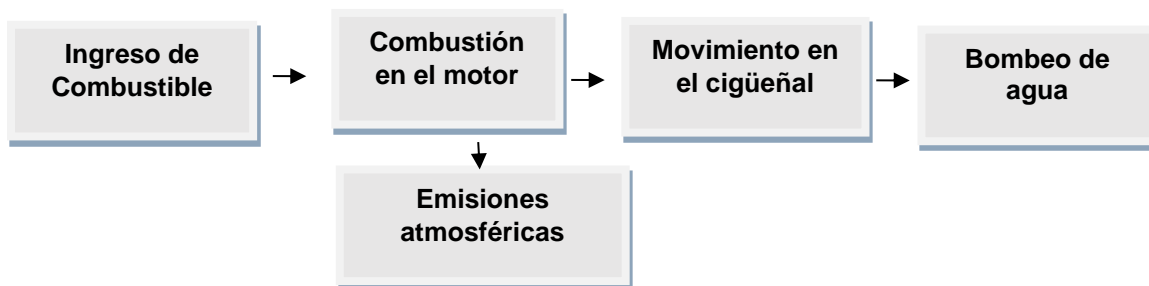 Ingreso de
Combustible
Combustión
en el motor
Movimiento en
el cigüeñal
Bombeo de
agua
Emisiones
atmosféricas